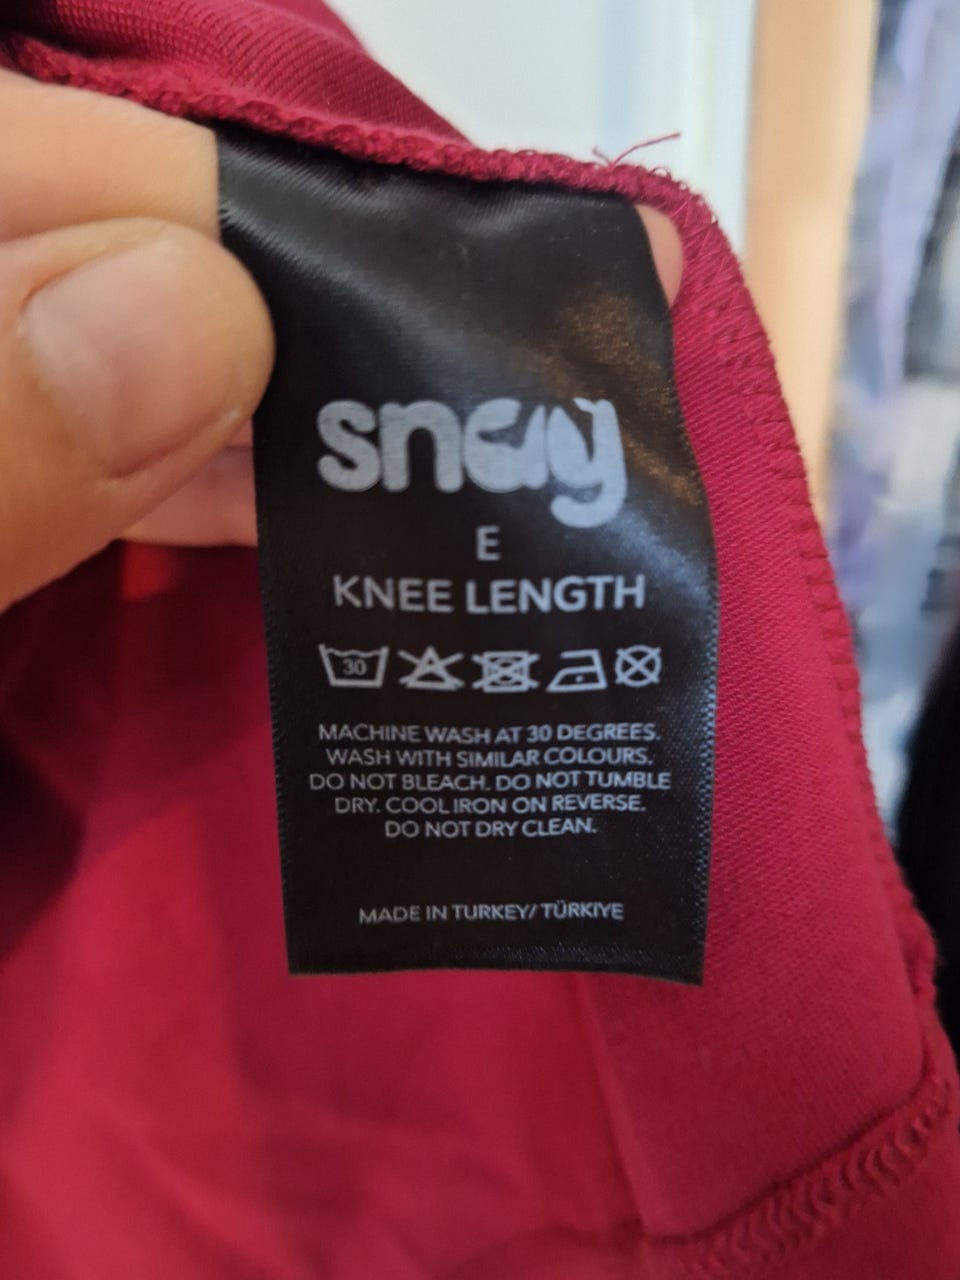 snag
E
KNEE LENGTH
30
MACHINE WASH AT 30 DEGREES.
WASH WITH SIMILAR COLOURS.
DO NOT BLEACH. DO NOT TUMBLE
DRY. COOL IRON ON REVERSE.
DO NOT DRY CLEAN.
MADE IN TURKEY/ TÜRKIYE